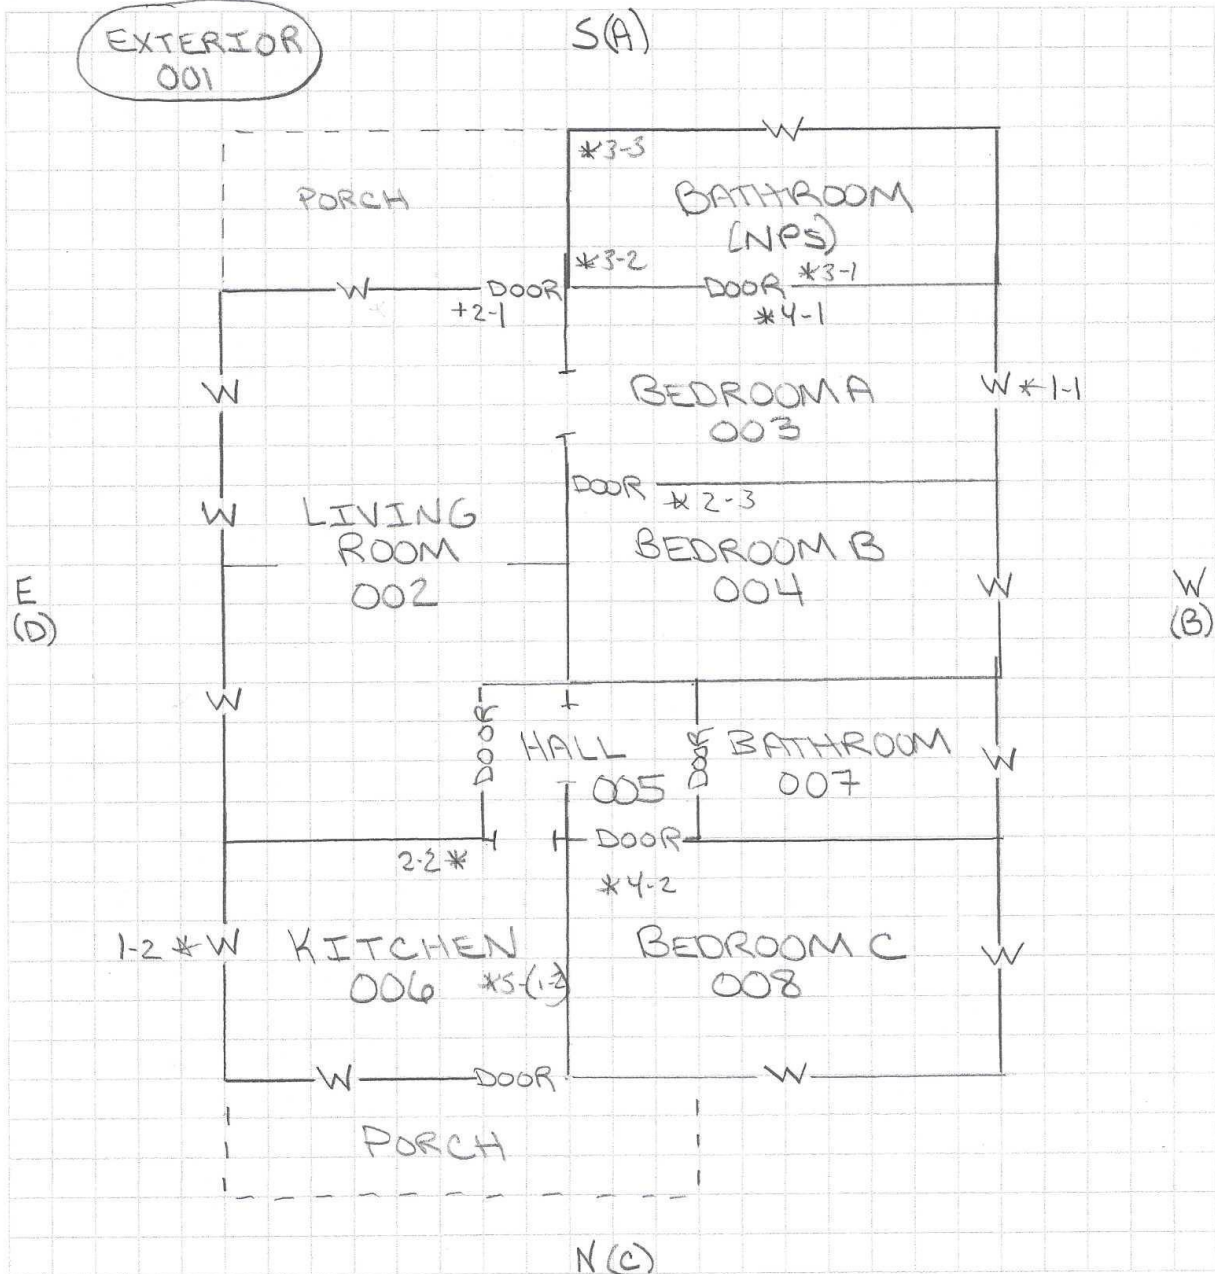 EXTERIOR
001
S(A)
W
*3-3
PORCH
BATHROOM
(NPS)
*3-2
*3-1
W
DOOR
DOOR
+2-1
*4-1
W
BEDROOM A
003
W *1-1
DOOR
*2-3
W
LIVING
ROOM
002
BEDROOM B
004
W
E
(D)
W
(B)
W
DOOR
HALL
005
DOOR
BATHROOM
007
W
2-2*
DOOR
*4-2
1-2 *W
KITCHEN
006
*5-(1-2)
BEDROOM C
008
W
W
DOOR
W
PORCH
N(C)